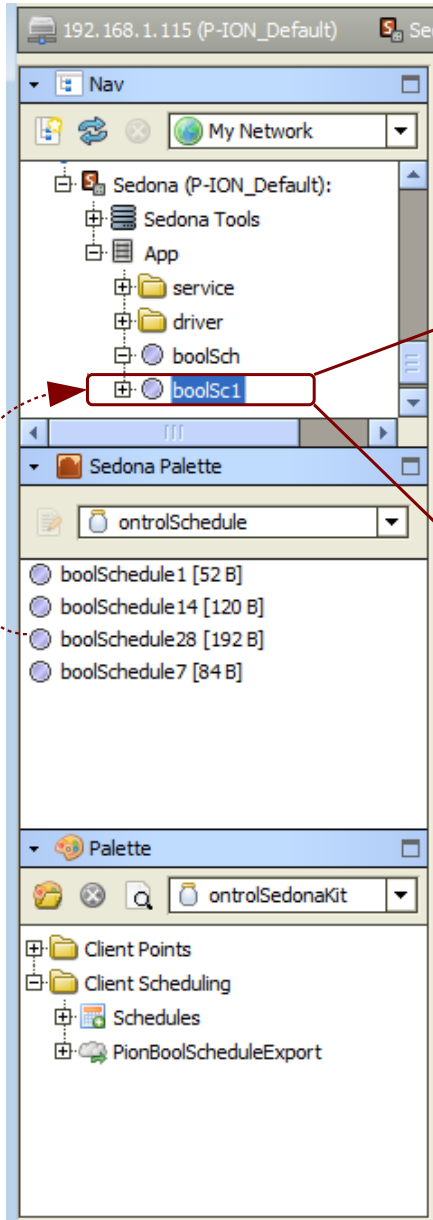 192.168.1.115 (P-ION_Default) Se
Nav
My Network
Sedona (P-ION_Default):
Sedona Tools
App
service
driver
boolSch
boolSc1
Sedona Palette
ontrolSchedule
boolSchedule1 [52 B]
boolSchedule14 [120 B]
boolSchedule28 [192 B]
boolSchedule7 [84 B]
Palette
ontrolSedonaKit
Client Points
Client Scheduling
Schedules
PionBoolScheduleExport